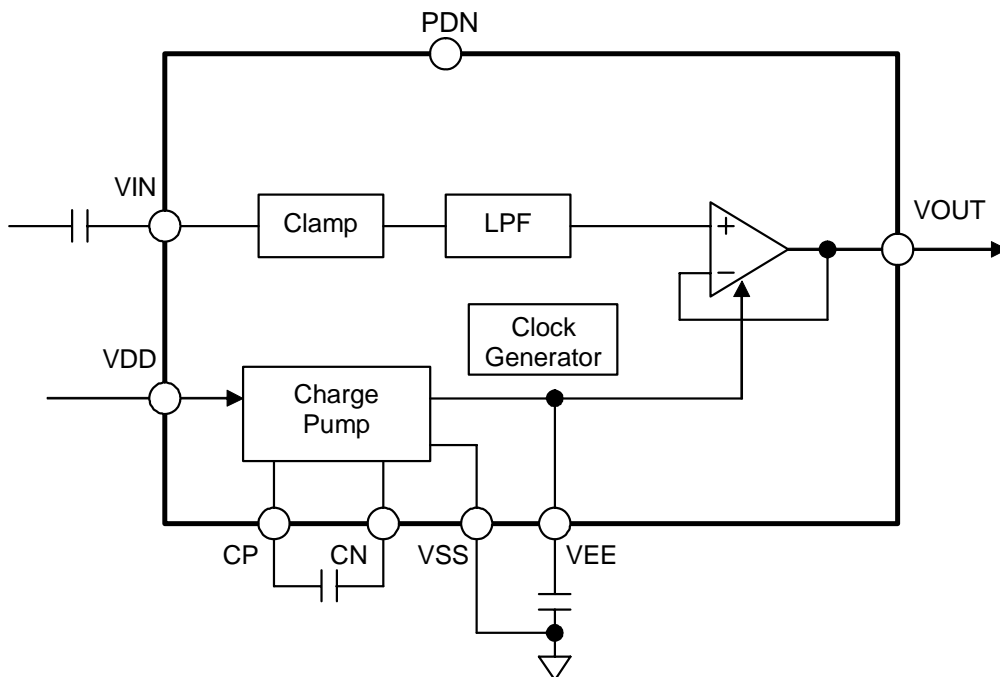 PDN
VIN
Clamp
LPF
+
−
VOUT
Clock
Generator
VDD
Charge
Pump
CP
CN
VSS
VEE